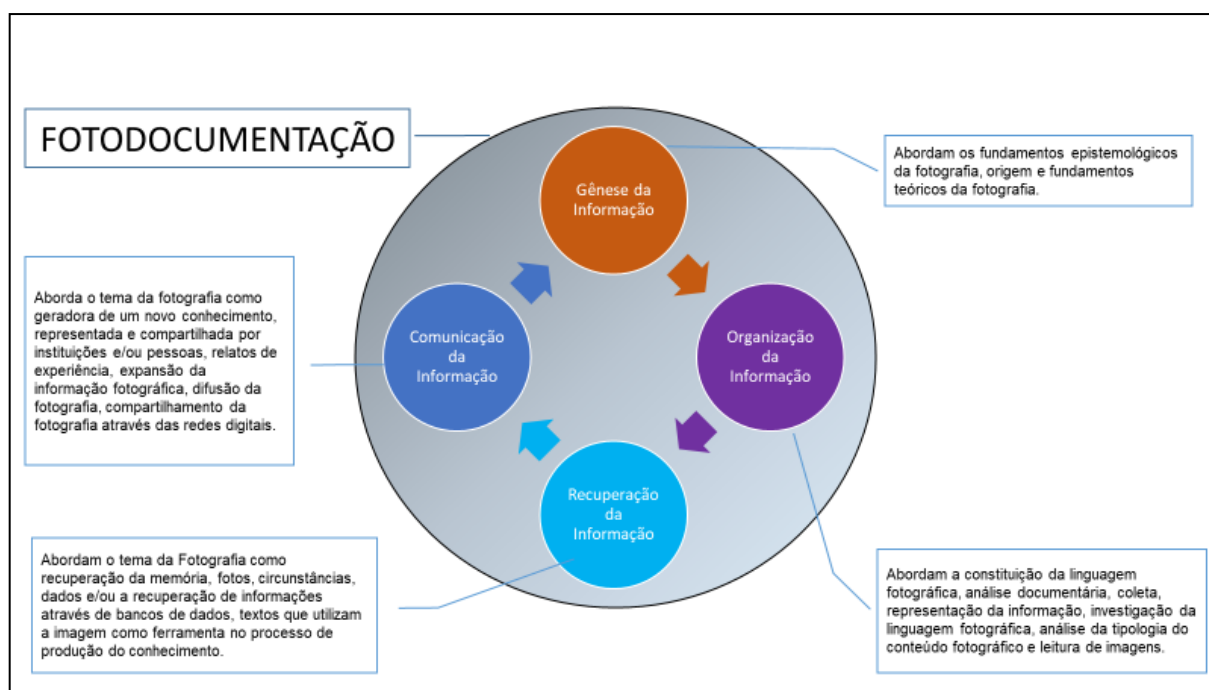 FOTODOCUMENTAÇÃO
Gênese da
Informação
Abordam os fundamentos epistemológicos
da fotografia, origem e fundamentos
teóricos da fotografia.
Aborda o tema da fotografia como
geradora de um novo conhecimento,
representada e compartilhada por
instituições e/ou pessoas, relatos de
experiência, expansão da
informação fotográfica, difusão da
fotografia, compartilhamento da
fotografia através das redes digitais.
Comunicação
da
Informação
Organização
da
Informação
Recuperação
da
Informação
Abordam o tema da Fotografia como
recuperação da memória, fotos, circunstâncias,
dados e/ou a recuperação de informações
através de bancos de dados, textos que utilizam
a imagem como ferramenta no processo de
produção do conhecimento.
Abordam a constituição da linguagem
fotográfica, análise documentária, coleta,
representação da informação, investigação da
linguagem fotográfica, análise da tipologia do
conteúdo fotográfico e leitura de imagens.